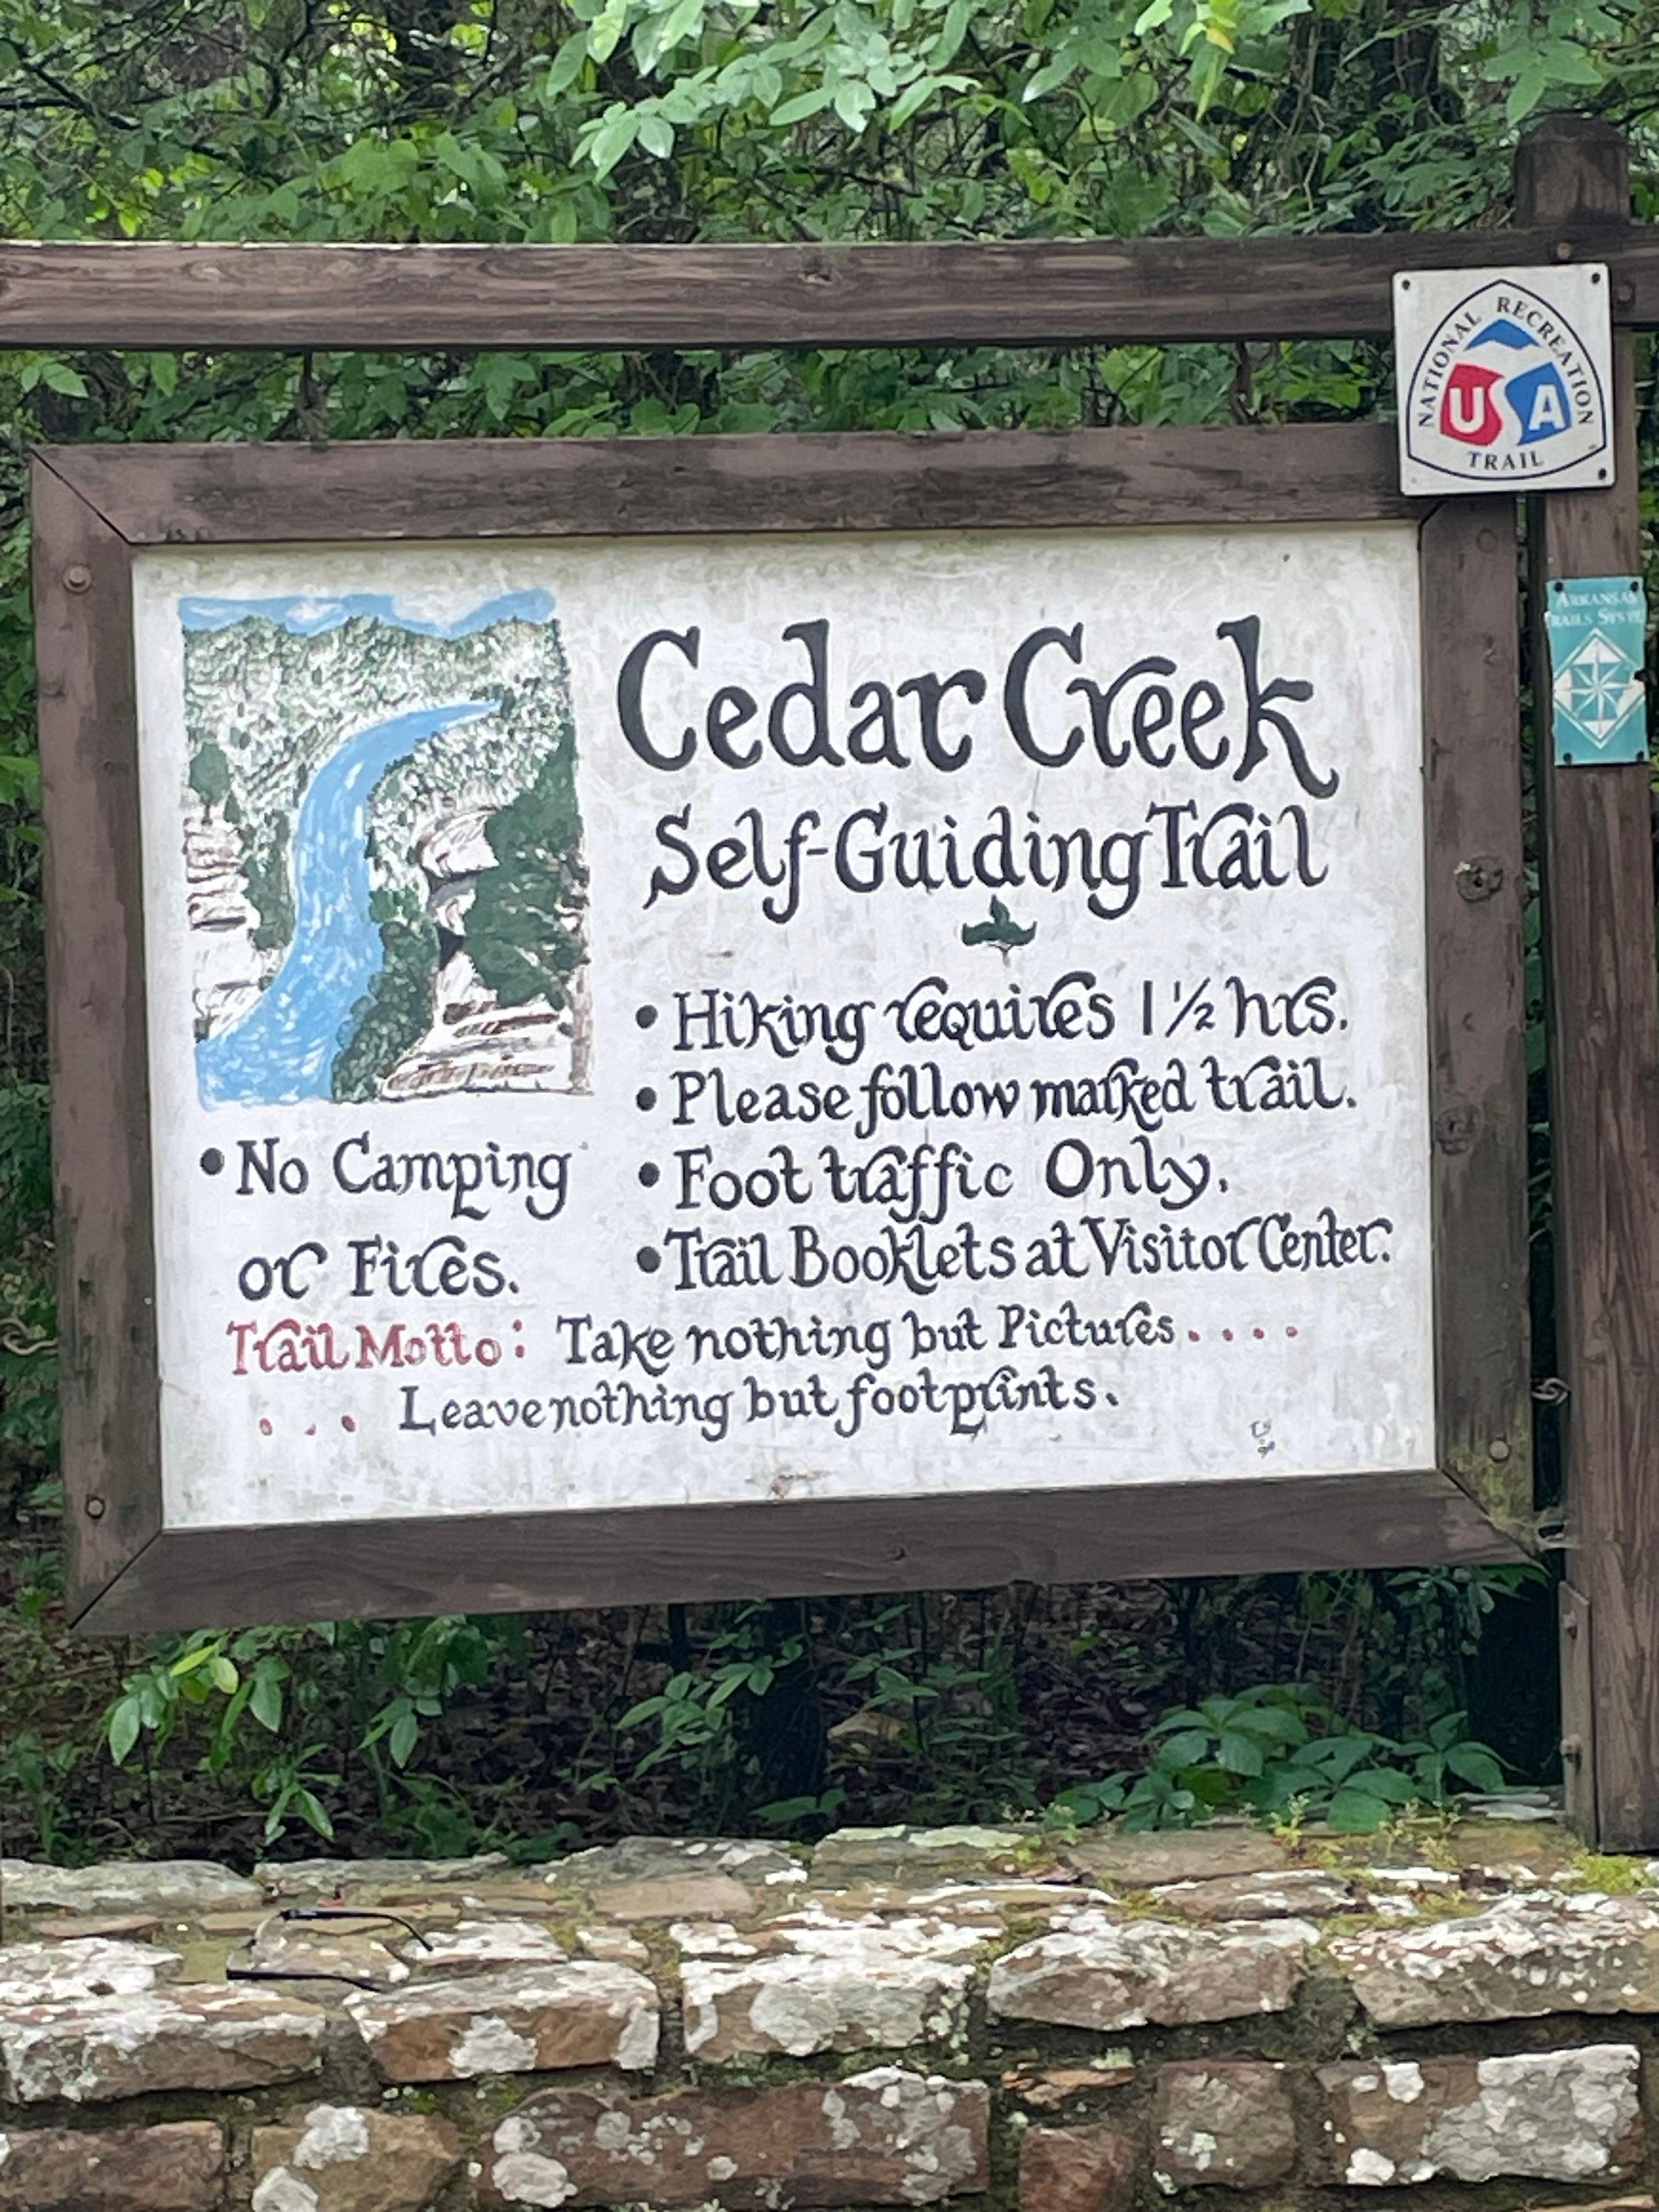 NATIONAL RECREATION
USA
TRAIL
ARKANSAS
TRAILS SYSTEM
Cedar Creek
Self-Guiding Trail
• Hiking requires 1 1/2 hrs.
• Please follow marked trail.
• Foot traffic Only.
• Trail Booklets at Visitor Center.
• No Camping
or Fires.
Trail Motto: Take nothing but Pictures....
... Leave nothing but footprints.